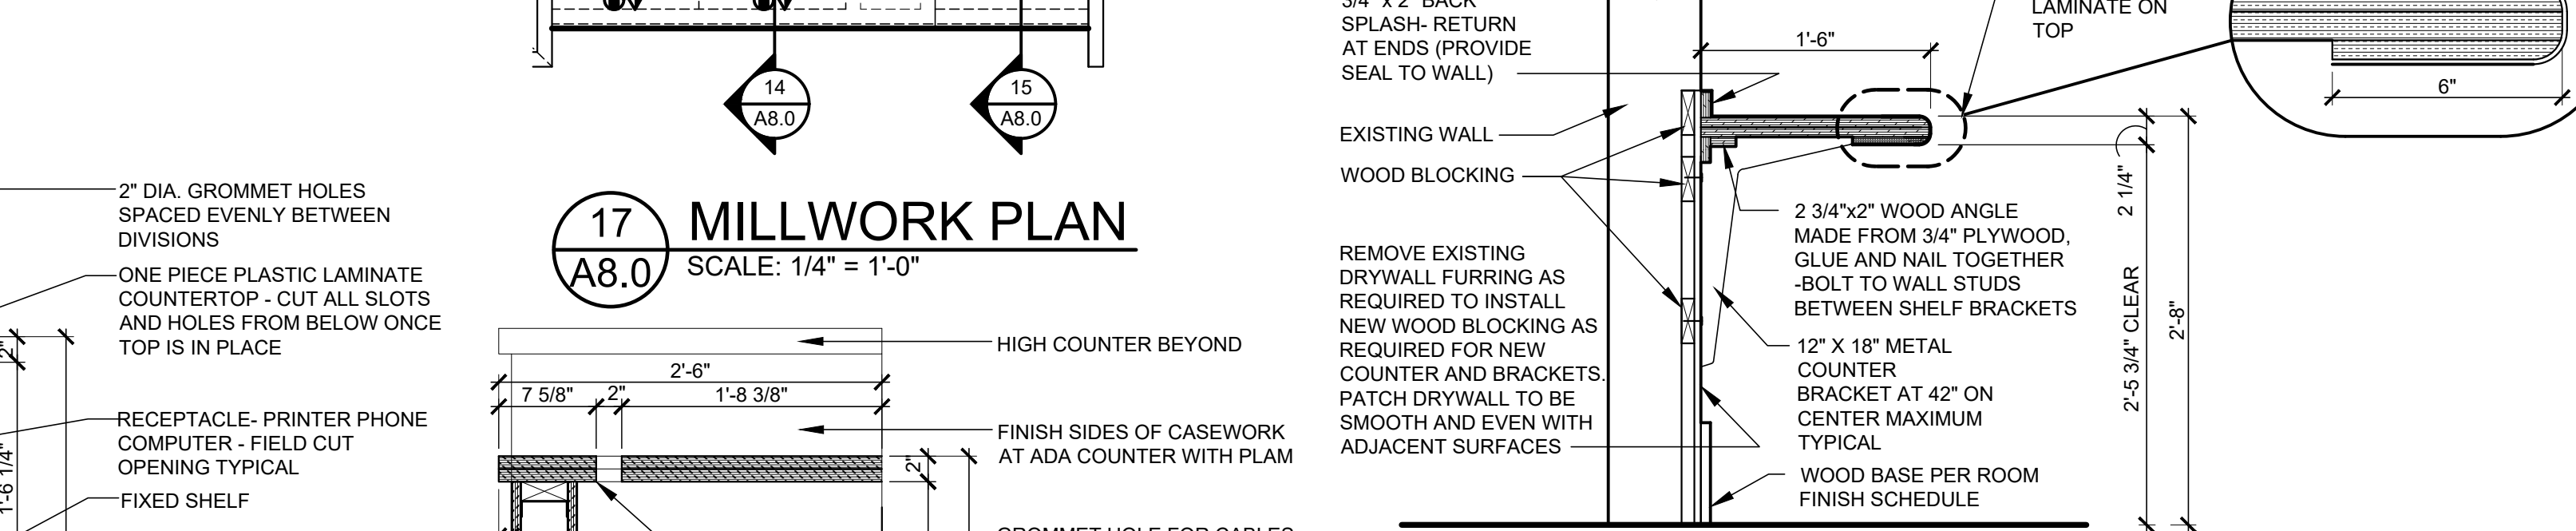 14
A8.0
15
A8.0
17
A8.0
MILLWORK PLAN
SCALE: 1/4" = 1'-0"
2" DIA. GROMMET HOLES
SPACED EVENLY BETWEEN
DIVISIONS
ONE PIECE PLASTIC LAMINATE
COUNTERTOP - CUT ALL SLOTS
AND HOLES FROM BELOW ONCE
TOP IS IN PLACE
RECEPTACLE- PRINTER PHONE
COMPUTER - FIELD CUT
OPENING TYPICAL
FIXED SHELF
2"
1'-6 1/4"
HIGH COUNTER BEYOND
2'-6"
7 5/8"
2"
1'-8 3/8"
FINISH SIDES OF CASEWORK
AT ADA COUNTER WITH PLAM
2"
GROMMET HOLE FOR CABLES
3/4" x 2" BACK
SPLASH- RETURN
AT ENDS (PROVIDE
SEAL TO WALL)
EXISTING WALL
WOOD BLOCKING
REMOVE EXISTING
DRYWALL FURRING AS
REQUIRED TO INSTALL
NEW WOOD BLOCKING AS
REQUIRED FOR NEW
COUNTER AND BRACKETS.
PATCH DRYWALL TO BE
SMOOTH AND EVEN WITH
ADJACENT SURFACES
1'-6"
LAMINATE ON
TOP
6"
2 3/4"x2" WOOD ANGLE
MADE FROM 3/4" PLYWOOD,
GLUE AND NAIL TOGETHER
-BOLT TO WALL STUDS
BETWEEN SHELF BRACKETS
12" X 18" METAL
COUNTER
BRACKET AT 42" ON
CENTER MAXIMUM
TYPICAL
WOOD BASE PER ROOM
FINISH SCHEDULE
2 1/4"
2'-5 3/4" CLEAR
2'-8"